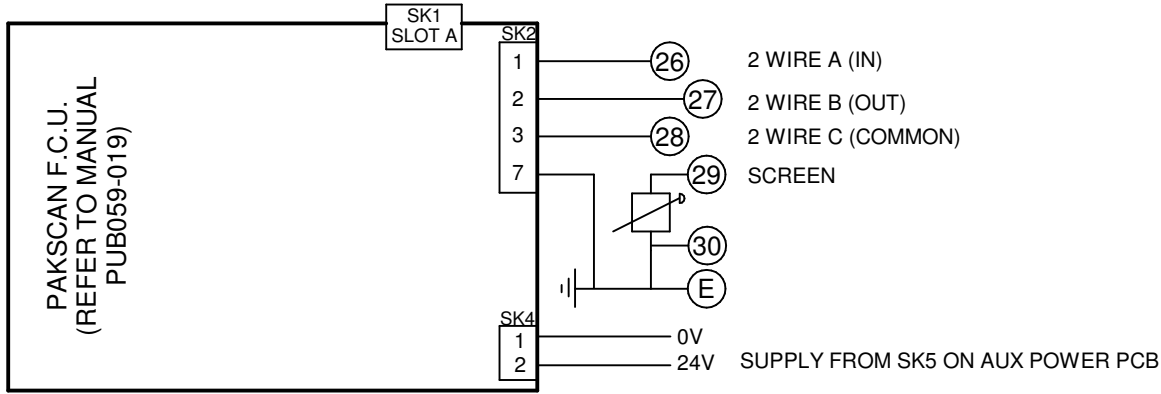 SK1
SLOT A
PAKSCAN F.C.U.
(REFER TO MANUAL
PUB059-019)
SK2
1
26
2 WIRE A (IN)
2
27
2 WIRE B (OUT)
3
28
2 WIRE C (COMMON)
7
29
SCREEN
30
E
SK4
1
0V
2
24V
SUPPLY FROM SK5 ON AUX POWER PCB